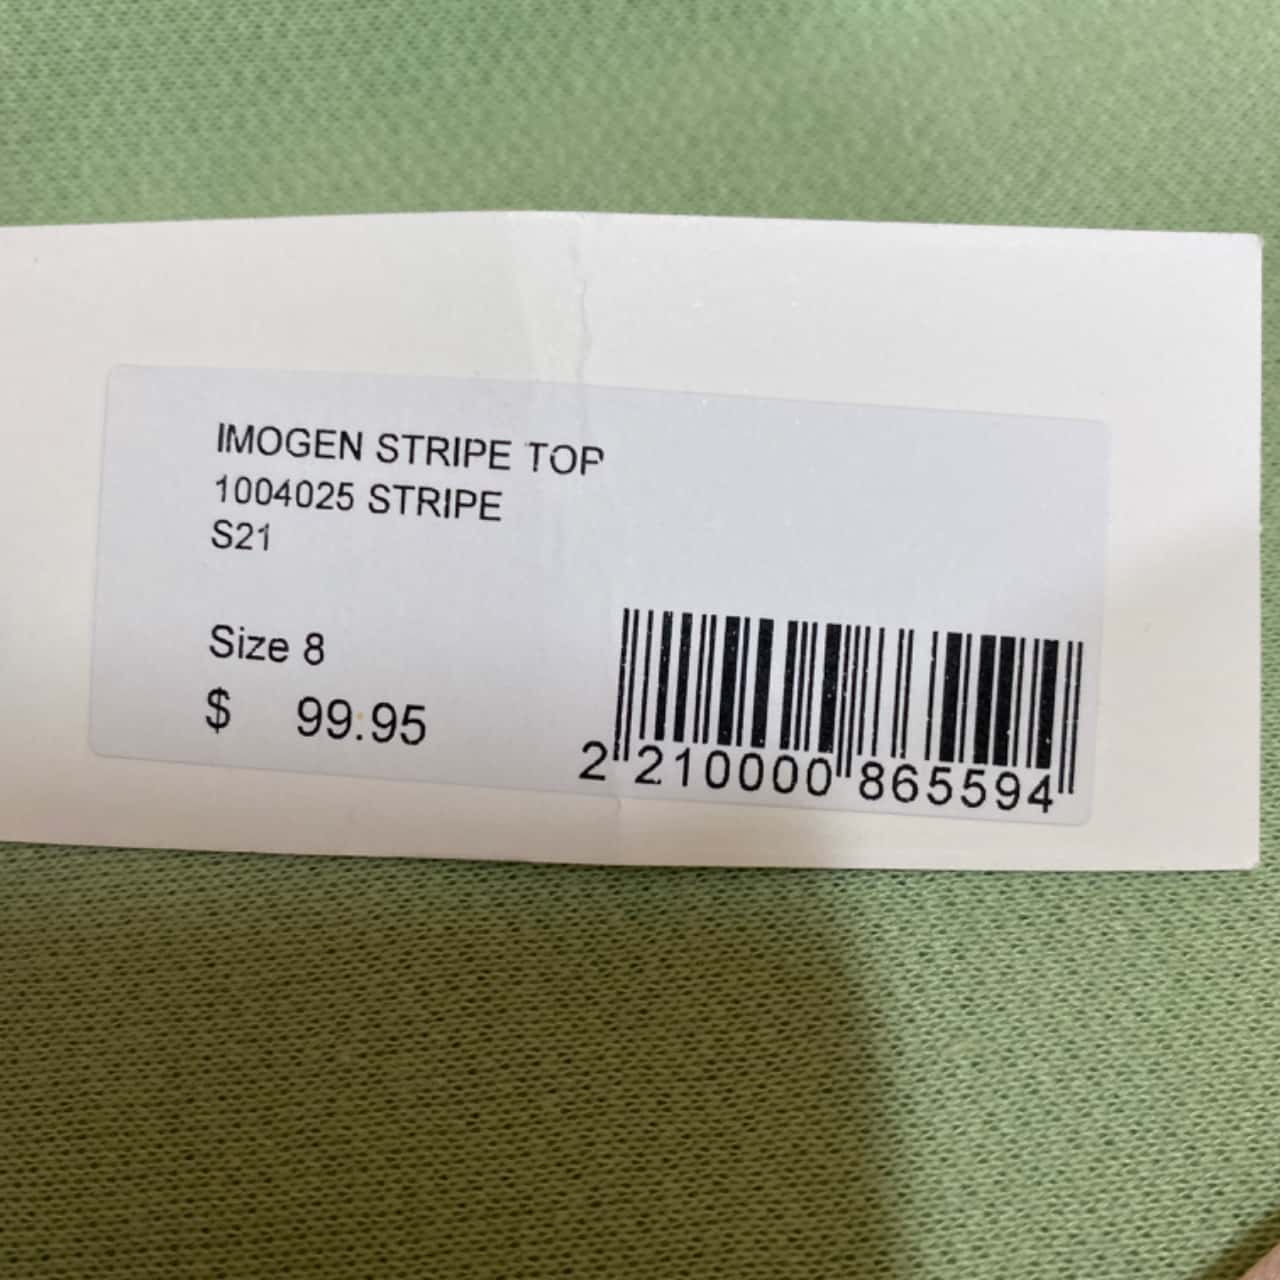 IMOGEN STRIPE TOP
1004025 STRIPE
S21
Size 8
$ 99.95
2 210000 865594